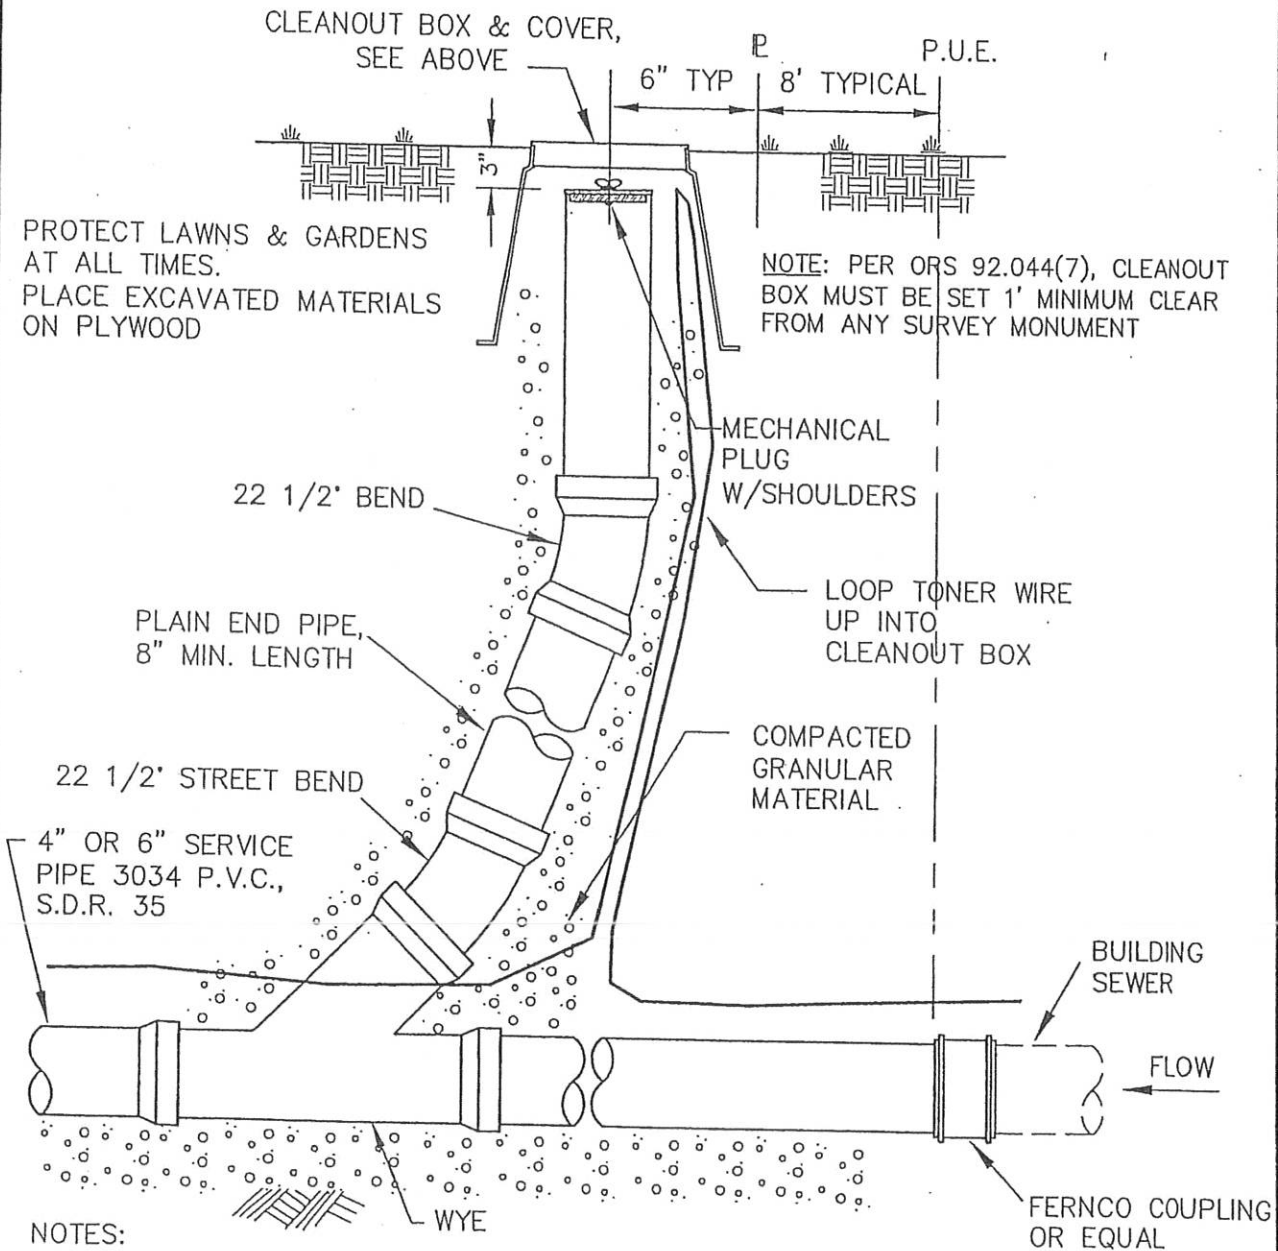 CLEANOUT BOX & COVER,
SEE ABOVE
6" TYP
P̲L̲
8' TYPICAL
P.U.E.
3"
PROTECT LAWNS & GARDENS
AT ALL TIMES.
PLACE EXCAVATED MATERIALS
ON PLYWOOD
NOTE: PER ORS 92.044(7), CLEANOUT
BOX MUST BE SET 1' MINIMUM CLEAR
FROM ANY SURVEY MONUMENT
MECHANICAL
PLUG
W/SHOULDERS
22 1/2° BEND
LOOP TONER WIRE
UP INTO
CLEANOUT BOX
PLAIN END PIPE,
8" MIN. LENGTH
COMPACTED
GRANULAR
MATERIAL
22 1/2° STREET BEND
4" OR 6" SERVICE
PIPE 3034 P.V.C.,
S.D.R. 35
BUILDING
SEWER
FLOW
WYE
FERNCO COUPLING
OR EQUAL
NOTES: